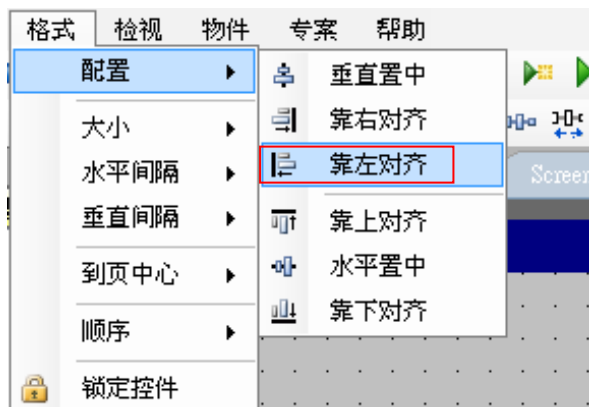 格式 检视 物件 专案 帮助
配置
大小
水平间隔
垂直间隔
到页中心
顺序
锁定控件
垂直置中
靠右对齐
靠左对齐
靠上对齐
水平置中
靠下对齐
Screen